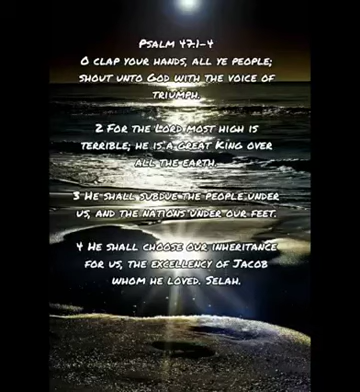 Psalm 47:1-4
O clap your hands, all ye people;
shout unto God with the voice of
triumph.
2 For the Lord most high is
terrible; he is a great King over
all the earth.
3 He shall subdue the people under
us, and the nations under our feet.
4 He shall choose our inheritance
for us, the excellency of Jacob
whom he loved. Selah.